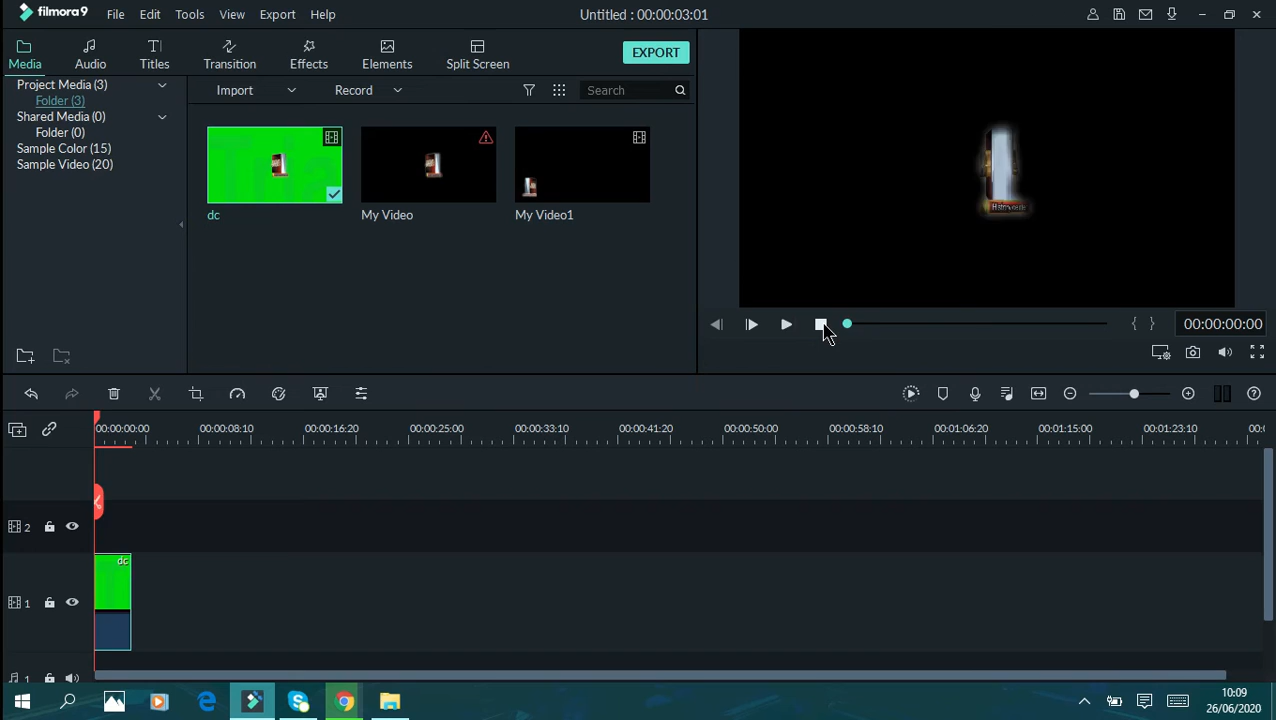 filmora9 File Edit Tools View Export Help Untitled : 00:00:03:01
Media Audio Titles Transition Effects Elements Split Screen EXPORT
Project Media (3)
Folder (3)
Shared Media (0)
Folder (0)
Sample Color (15)
Sample Video (20)
Import Record Search
dc My Video My Video1
00:00:00:00
00:00:00:00 00:00:08:10 00:00:16:20 00:00:25:00 00:00:33:10 00:00:41:20 00:00:50:00 00:00:58:10 00:01:06:20 00:01:15:00 00:01:23:10
2
dc
1
1
10:09
26/06/2020